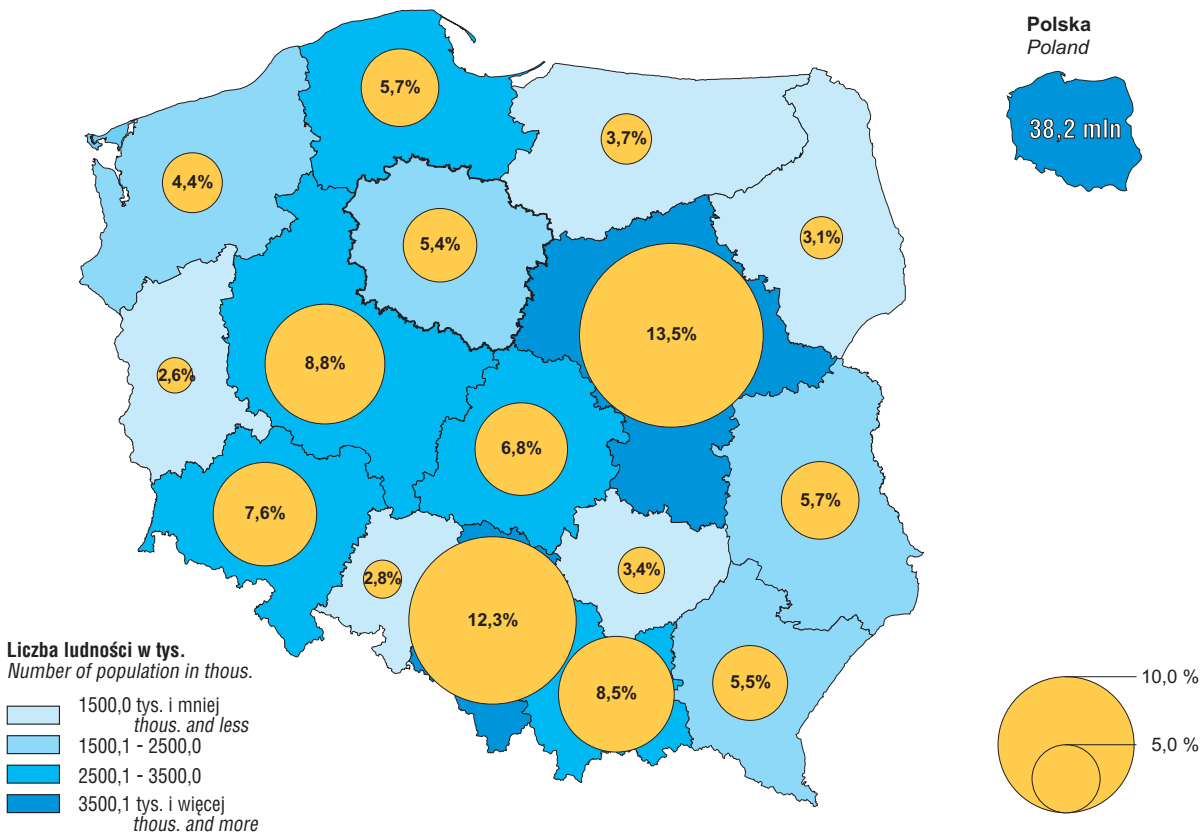 Polska
Poland
38,2 mln
5,7%
3,7%
4,4%
3,1%
5,4%
13,5%
8,8%
2,6%
6,8%
5,7%
7,6%
3,4%
2,8%
12,3%
8,5%
5,5%
Liczba ludności w tys.
Number of population in thous.
1500,0 tys. i mniej
thous. and less
1500,1 - 2500,0
2500,1 - 3500,0
3500,1 tys. i więcej
thous. and more
10,0 %
5,0 %